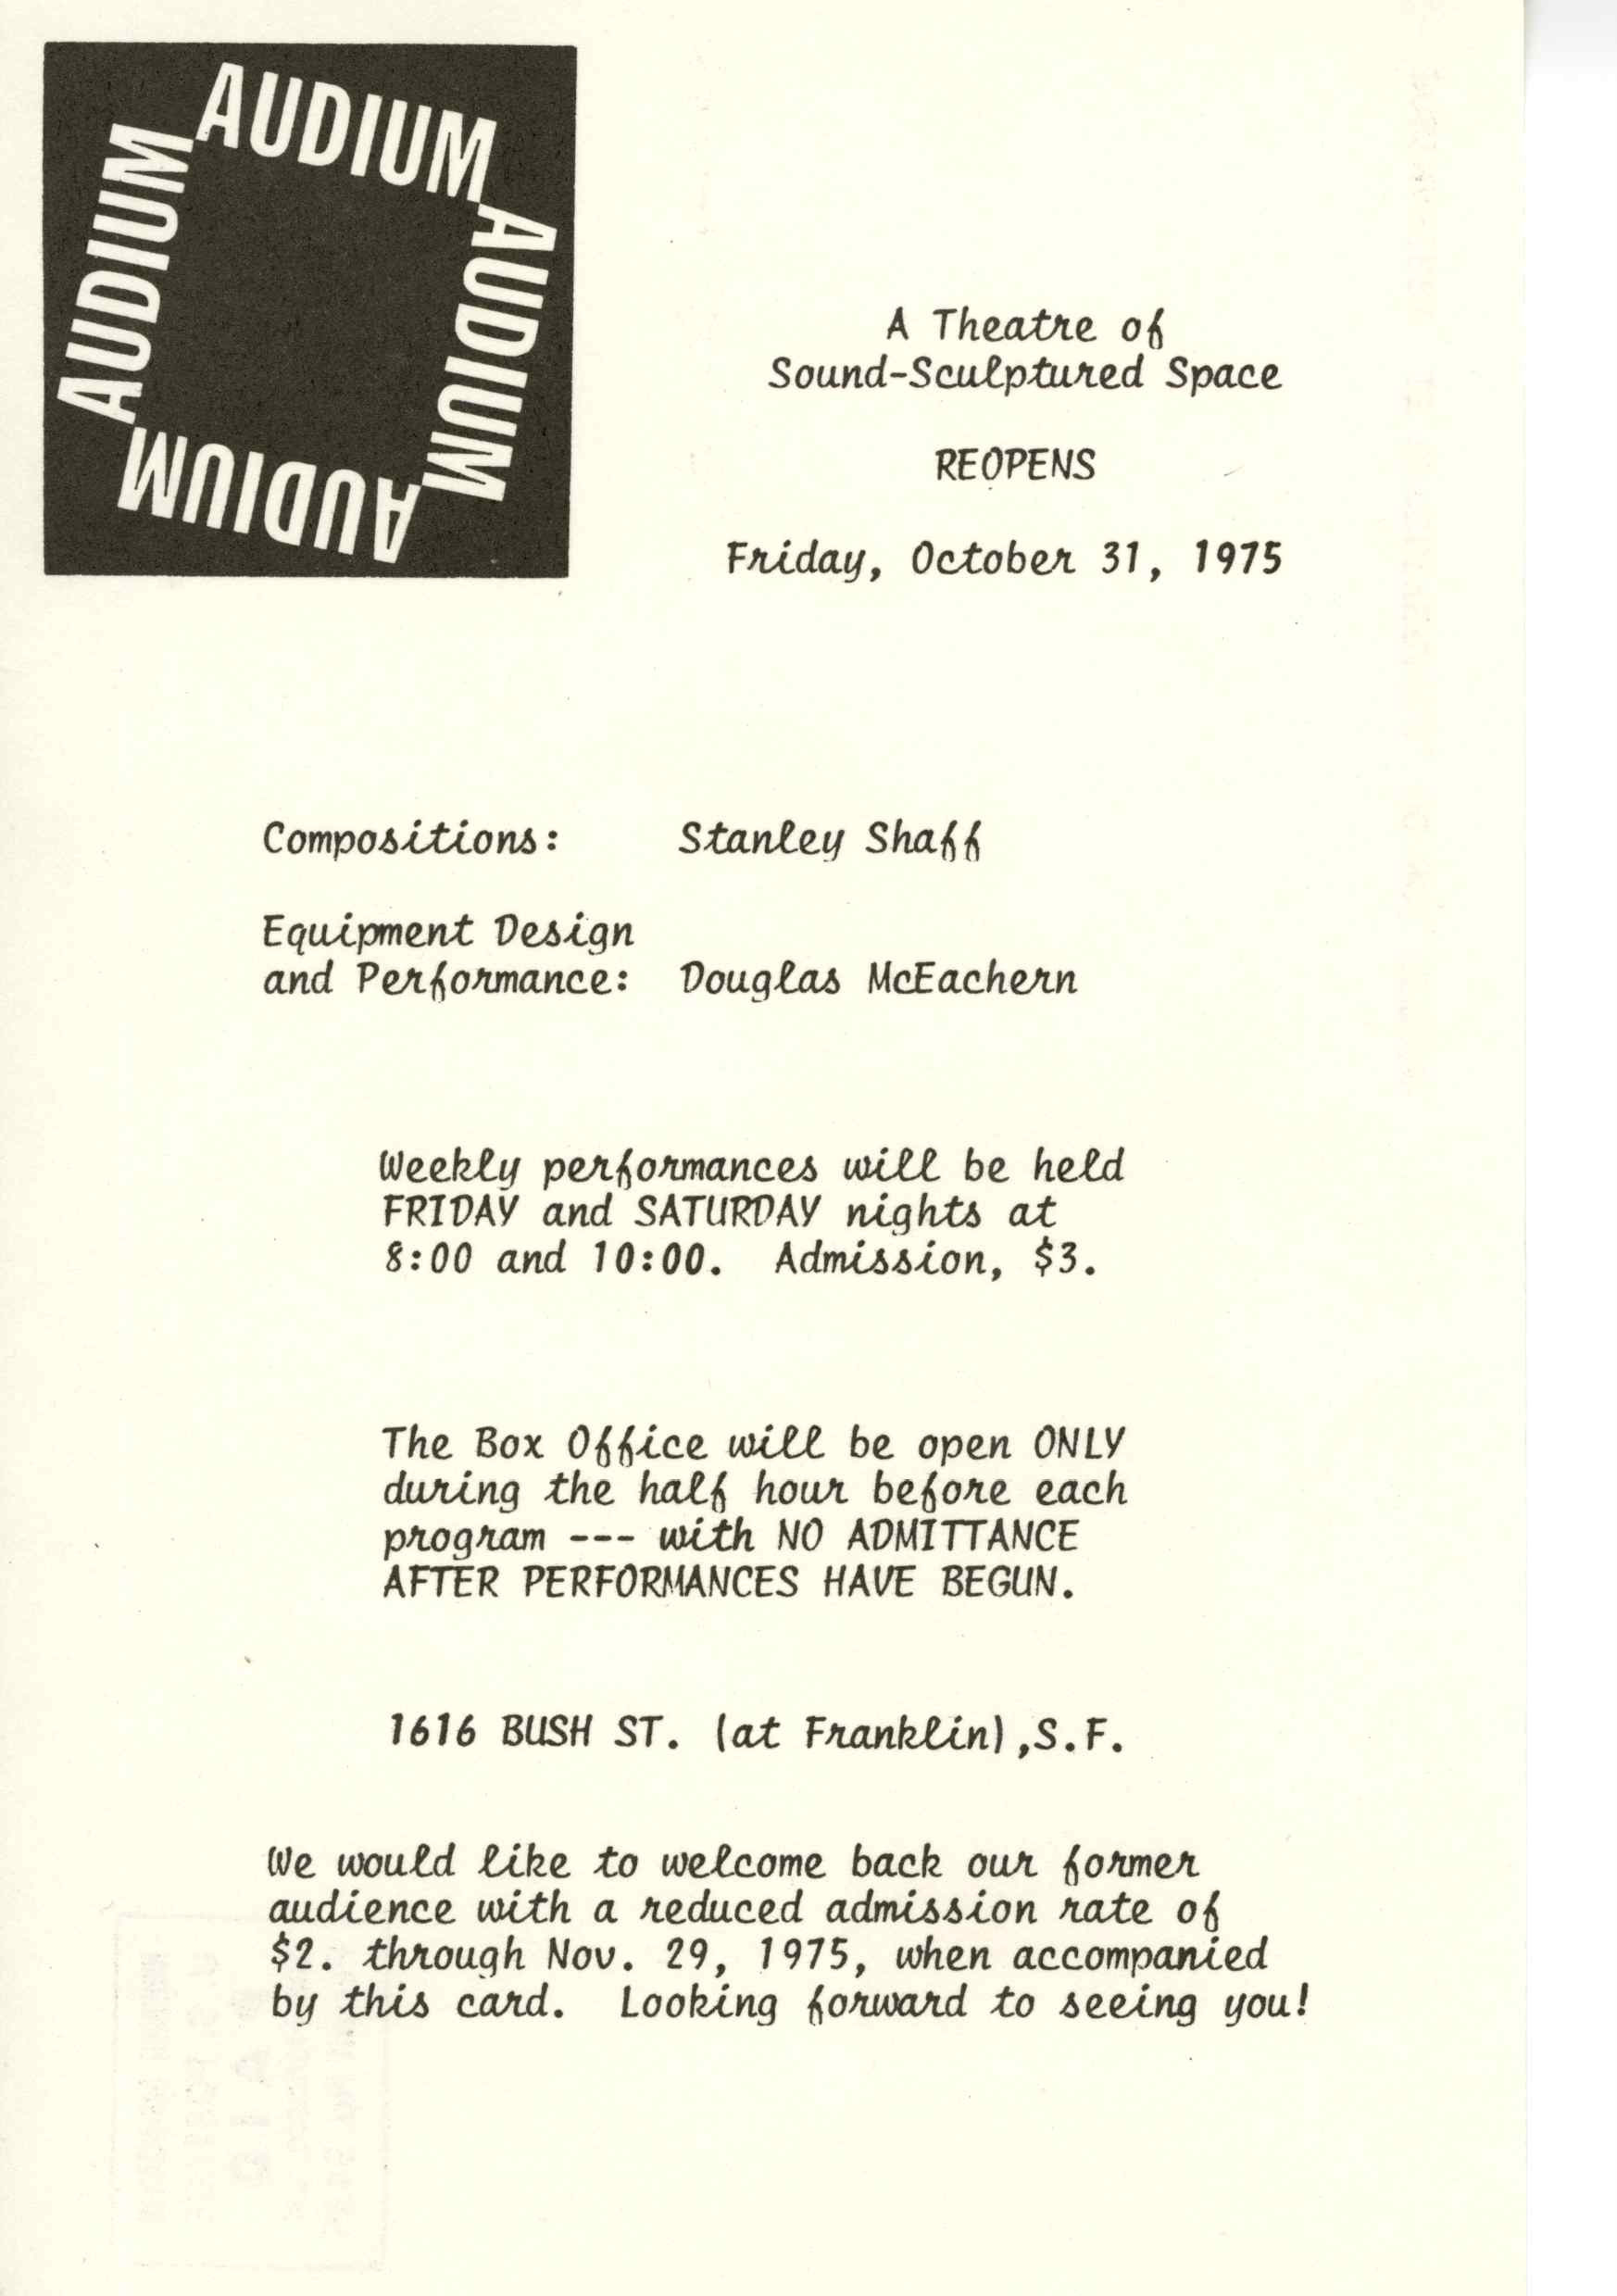 AUDIUM
AUDIUM
AUDIUM
AUDIUM
A Theatre of
Sound-Sculptured Space
REOPENS
Friday, October 31, 1975
Compositions: Stanley Shaff
Equipment Design
and Performance: Douglas McEachern
Weekly performances will be held
FRIDAY and SATURDAY nights at
8:00 and 10:00. Admission, $3.
The Box Office will be open ONLY
during the half hour before each
program --- with NO ADMITTANCE
AFTER PERFORMANCES HAVE BEGUN.
1616 BUSH ST. (at Franklin),S.F.
We would like to welcome back our former
audience with a reduced admission rate of
$2. through Nov. 29, 1975, when accompanied
by this card. Looking forward to seeing you!